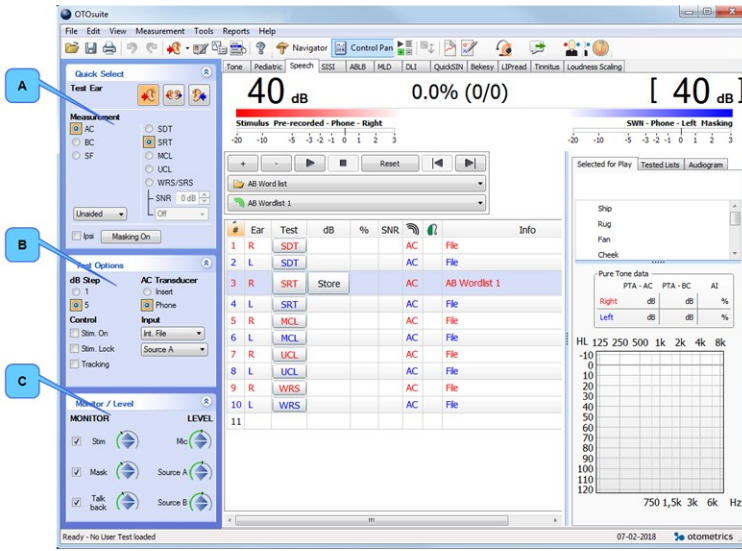 OTOsuite
File Edit View Measurement Tools Reports Help
Navigator Control Pan
Tone Pediatric Speech SISI ABLB MLD DLI QuickSIN Bekesy LIPread Tinnitus Loudness Scaling
A
Quick Select
Test Ear
Measurement
AC SDT
BC SRT
SF MCL
UCL
WRS/SRS
SNR 0 dB
Unaided Off
Ipsi Masking On
B
Test Options
dB Step AC Transducer
1 Insert
5 Phone
Control Input
Stim. On Int. File
Stim. Lock Source A
Tracking
C
Monitor / Level
MONITOR LEVEL
Stim Mic
Mask Source A
Talk back Source B
40 dB 0.0% (0/0) [ 40 dB ]
Stimulus Pre-recorded - Phone - Right SWN - Phone - Left Masking
-20 -10 -5 -3 -2 -1 0 1 2 3 -20 -10 -5 -3 -2 -1 0 1 2 3
+ - Reset
AB Word list
AB Wordlist 1
# Ear Test dB % SNR Info
1 R SDT AC File
2 L SDT AC File
3 R SRT Store AC AB Wordlist 1
4 L SRT AC File
5 R MCL AC File
6 L MCL AC File
7 R UCL AC File
8 L UCL AC File
9 R WRS AC File
10 L WRS AC File
11
Selected for Play Tested Lists Audiogram
Ship
Rug
Fan
Cheek
Pure Tone data
PTA - AC PTA - BC AI
Right dB dB %
Left dB dB %
HL 125 250 500 1k 2k 4k 8k
-10
0
10
20
30
40
50
60
70
80
90
100
110
120
750 1,5k 3k 6k Hz
Ready - No User Test loaded 07-02-2018 otometrics